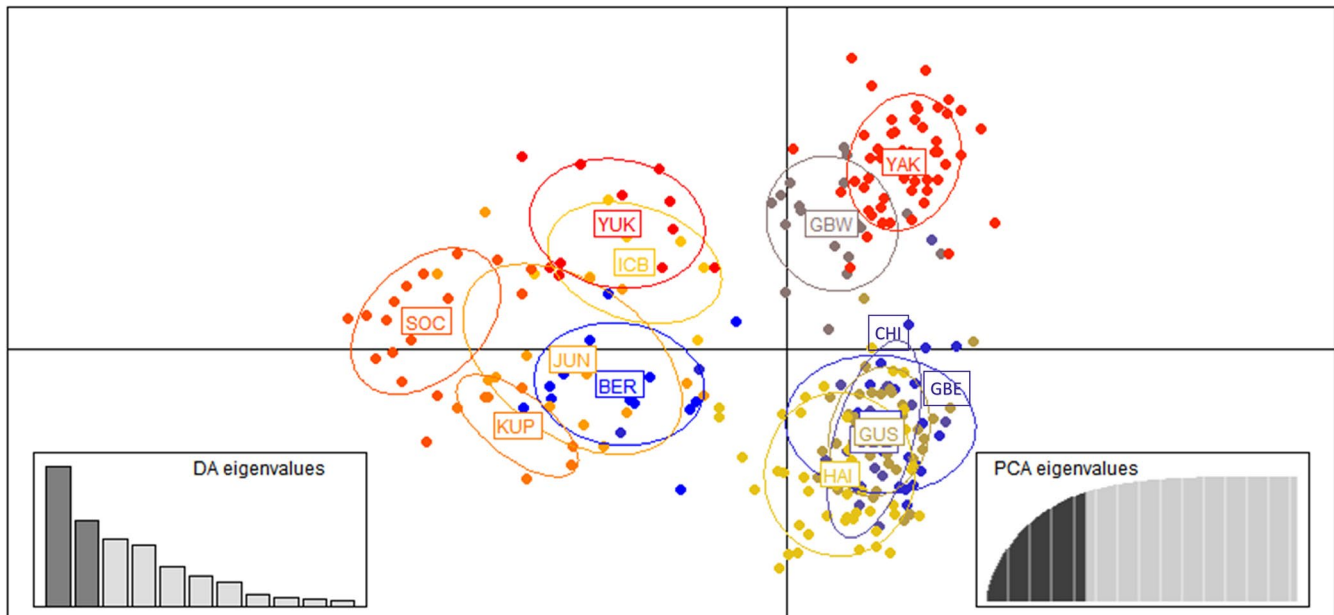 YAK
YUK
GBW
ICB
SOC
CHI
JUN
BER
GBE
KUP
GUS
HAI
DA eigenvalues
PCA eigenvalues